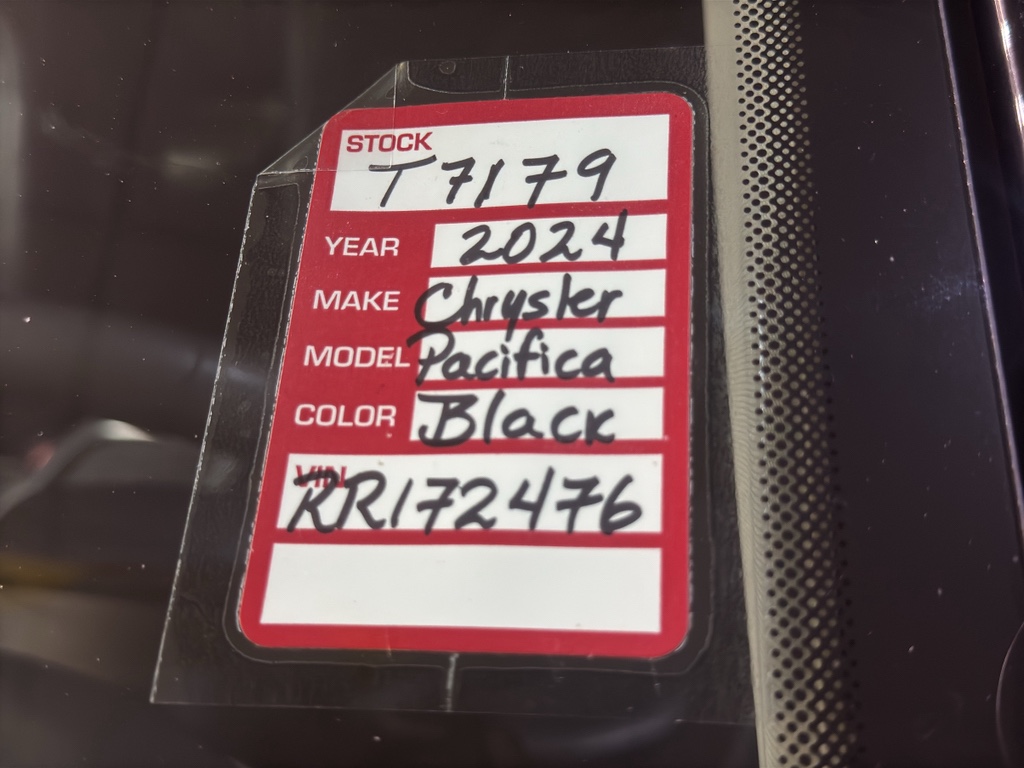 STOCK
T7179
YEAR 2024
MAKE Chrysler
MODEL Pacifica
COLOR Black
VIN
RR172476